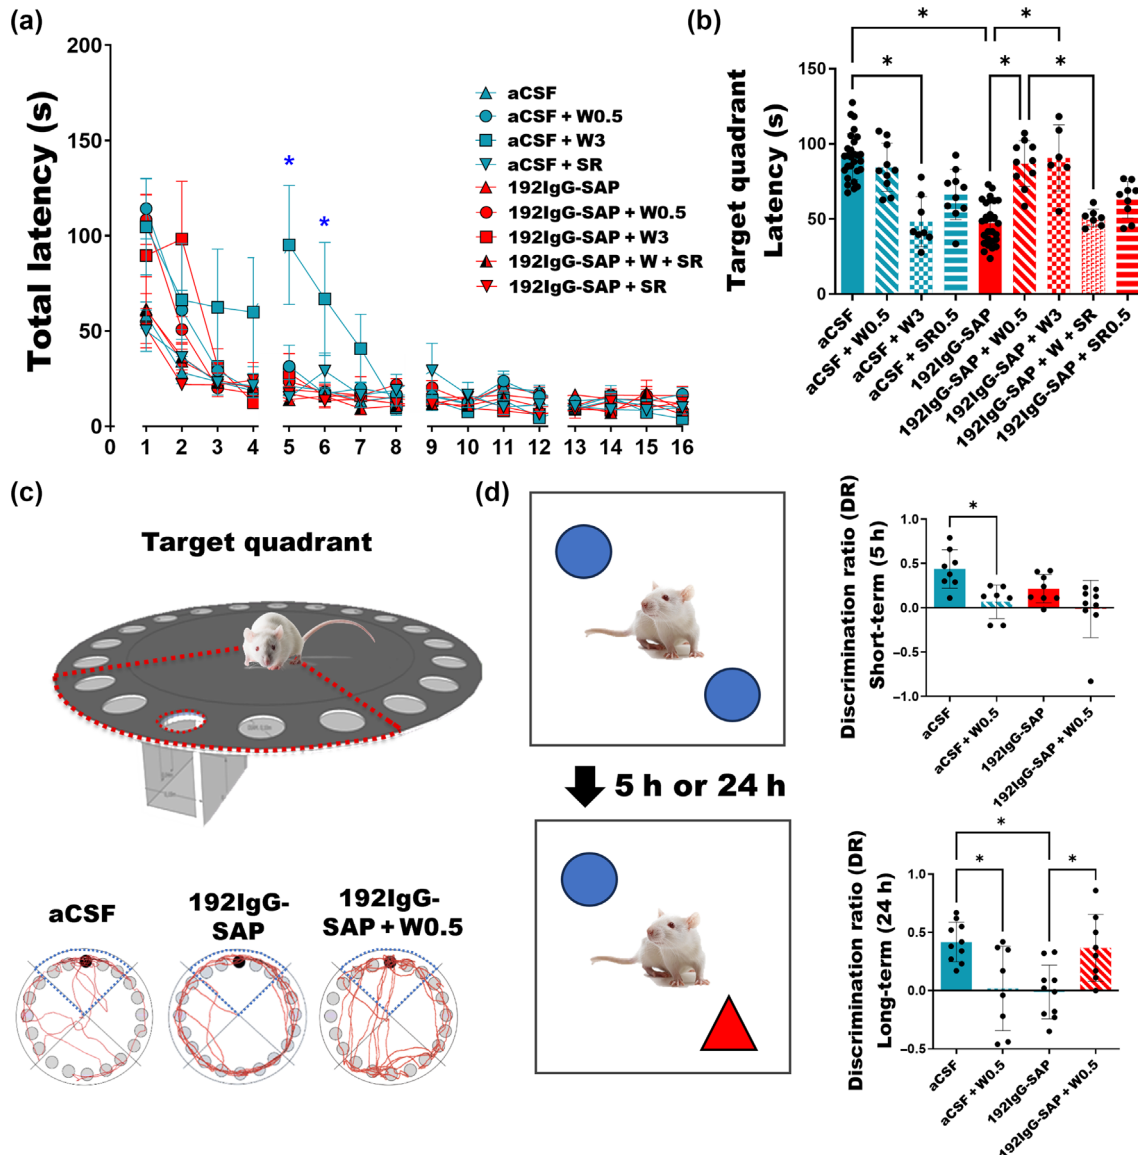 (a)
Total latency (s)
200
150
100
50
0
0
1
2
3
4
5
6
7
8
9
10
11
12
13
14
15
16
*
*
aCSF
aCSF + W0.5
aCSF + W3
aCSF + SR
192IgG-SAP
192IgG-SAP + W0.5
192IgG-SAP + W3
192IgG-SAP + W + SR
192IgG-SAP + SR
(b)
Target quadrant
Latency (s)
150
100
50
0
*
*
*
*
*
aCSF
aCSF + W0.5
aCSF + W3
aCSF + SR0.5
192IgG-SAP
192IgG-SAP + W0.5
192IgG-SAP + W3
192IgG-SAP + W + SR
192IgG-SAP + SR0.5
(c)
Target quadrant
aCSF
192IgG-
SAP
192IgG-
SAP + W0.5
(d)
5 h or 24 h
Discrimination ratio (DR)
Short-term (5 h)
1.0
0.5
0.0
−0.5
−1.0
*
aCSF
aCSF + W0.5
192IgG-SAP
192IgG-SAP + W0.5
Discrimination ratio (DR)
Long-term (24 h)
1.0
0.5
0.0
−0.5
*
*
*
aCSF
aCSF + W0.5
192IgG-SAP
192IgG-SAP + W0.5